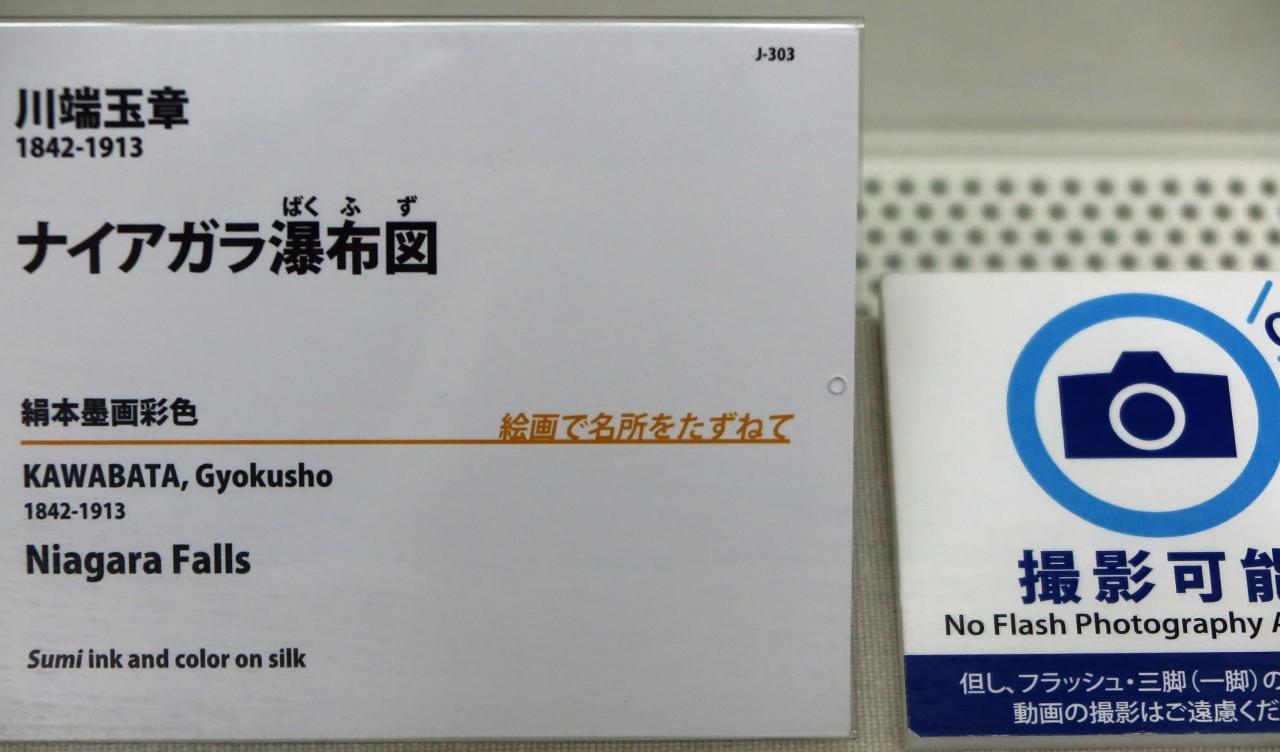 J-303
川端玉章
1842-1913
ばく ふ ず
ナイアガラ瀑布図
絹本墨画彩色
絵画で名所をたずねて
KAWABATA, Gyokusho
1842-1913
Niagara Falls
Sumi ink and color on silk
撮影可能
No Flash Photography
但し、フラッシュ・三脚(一脚)の
動画の撮影はご遠慮くだ